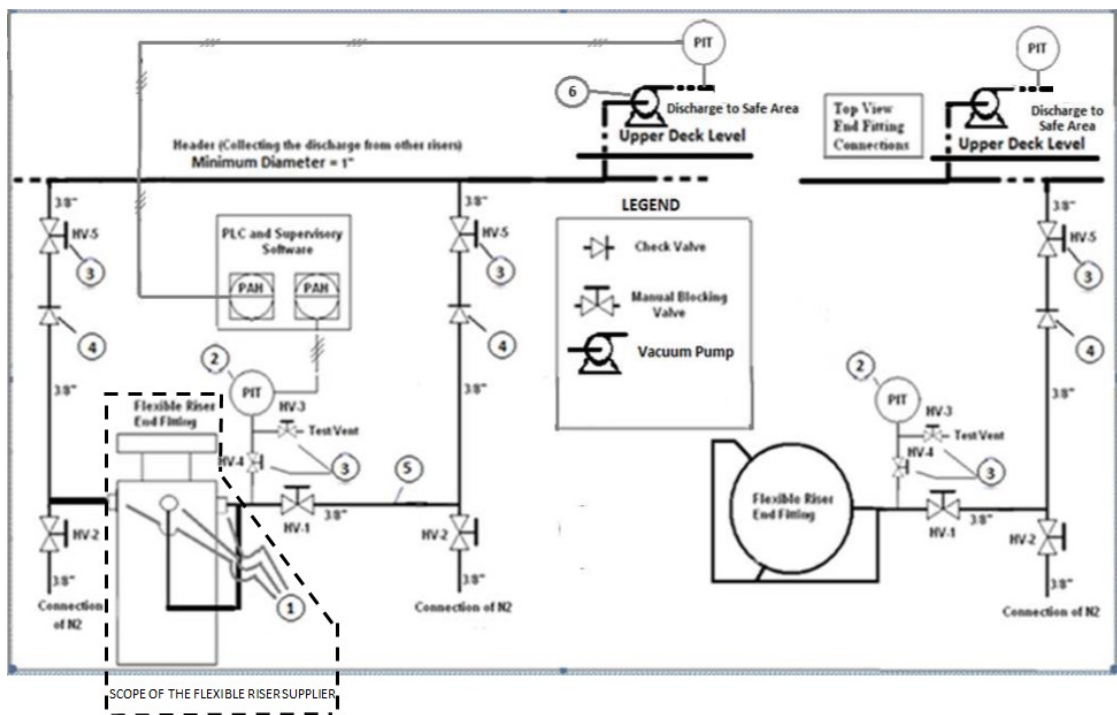 PIT
PIT
6
Discharge to Safe Area
Upper Deck Level
Top View
End Fitting
Connections
Discharge
to Safe Area
Upper Deck Level
Header (Collecting the discharge from other risers)
Minimum Diameter = 1"
3/8"
HV-5
3
4
3/8"
PLC and Supervisory
Software
PAH
PAH
3/8"
HV-5
3
4
3/8"
LEGEND
Check Valve
Manual Blocking
Valve
Vacuum Pump
3/8"
HV-5
3
4
3/8"
2
PIT
HV-3
Test Vent
HV-4
3
5
HV-1
3/8"
Flexible Riser
End Fitting
HV-2
3/8"
Connection
of N2
1
HV-2
3/8"
Connection of N2
2
PIT
HV-3
Test Vent
HV-4
3
Flexible Riser
End Fitting
HV-1
3/8"
HV-2
3/8"
Connection of N2
SCOPE OF THE FLEXIBLE RISER SUPPLIER